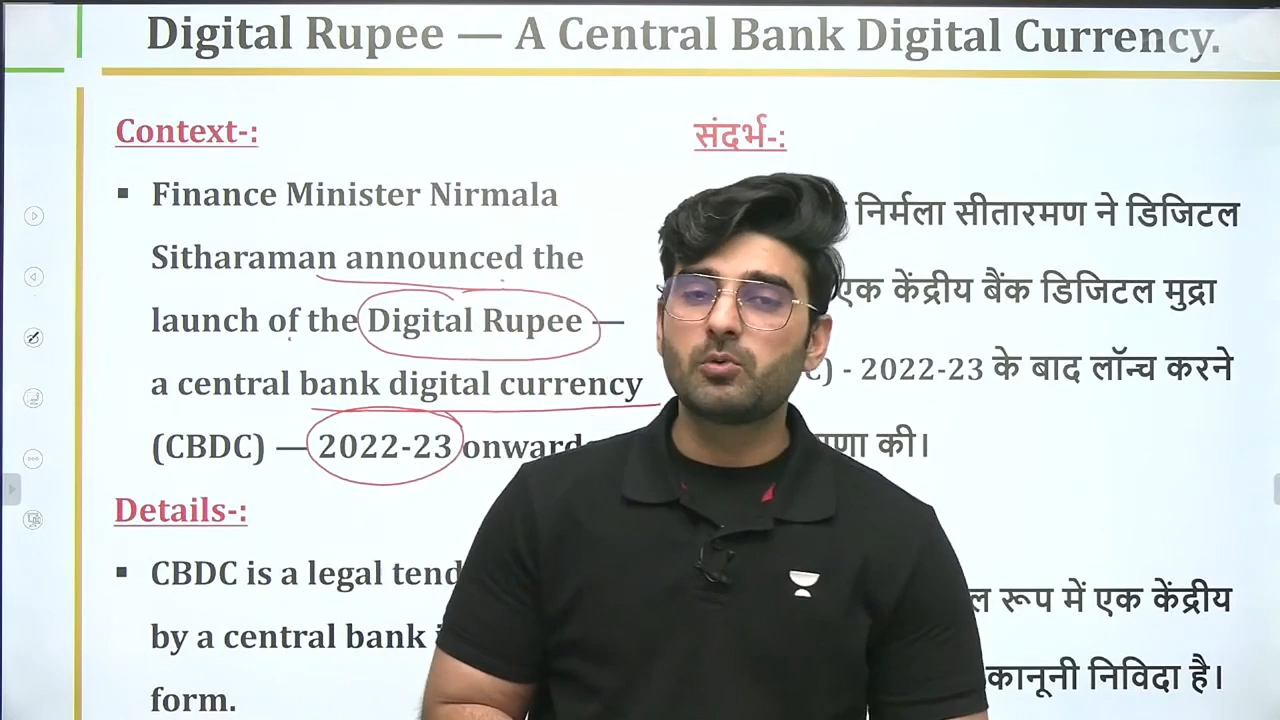 Digital Rupee — A Central Bank Digital Currency.
Context-:
▪ Finance Minister Nirmala
Sitharaman announced the
launch of the Digital Rupee —
a central bank digital currency
(CBDC) — 2022-23 onward
Details-:
▪ CBDC is a legal tend
by a central bank
form.
संदर्भ-:
निर्मला सीतारमण ने डिजिटल
एक केंद्रीय बैंक डिजिटल मुद्रा
C) - 2022-23 के बाद लॉन्च करने
की।
रूप में एक केंद्रीय
कानूनी निविदा है।